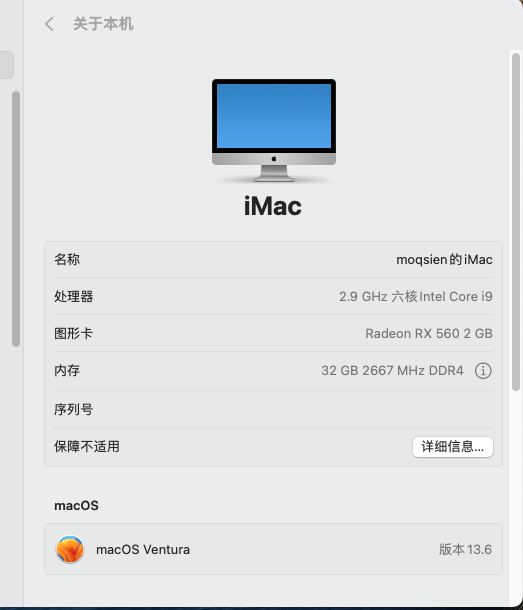 关于本机
iMac
名称 moqsien的iMac
处理器 2.9 GHz 六核Intel Core i9
图形卡 Radeon RX 560 2 GB
内存 32 GB 2667 MHz DDR4
序列号
保障不适用 详细信息...
macOS
macOS Ventura 版本13.6